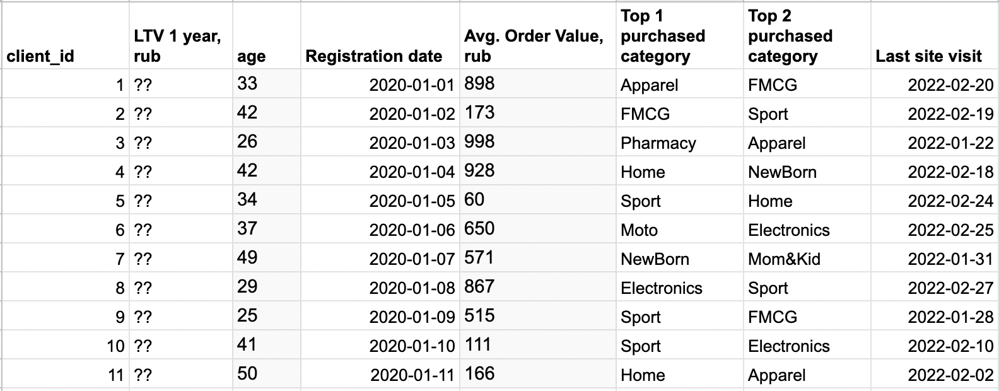 client_id LTV 1 year, rub age Registration date Avg. Order Value, rub Top 1 purchased category Top 2 purchased category Last site visit
1 ?? 33 2020-01-01 898 Apparel FMCG 2022-02-20
2 ?? 42 2020-01-02 173 FMCG Sport 2022-02-19
3 ?? 26 2020-01-03 998 Pharmacy Apparel 2022-01-22
4 ?? 42 2020-01-04 928 Home NewBorn 2022-02-18
5 ?? 34 2020-01-05 60 Sport Home 2022-02-24
6 ?? 37 2020-01-06 650 Moto Electronics 2022-02-25
7 ?? 49 2020-01-07 571 NewBorn Mom&Kid 2022-01-31
8 ?? 29 2020-01-08 867 Electronics Sport 2022-02-27
9 ?? 25 2020-01-09 515 Sport FMCG 2022-01-28
10 ?? 41 2020-01-10 111 Sport Electronics 2022-02-10
11 ?? 50 2020-01-11 166 Home Apparel 2022-02-02